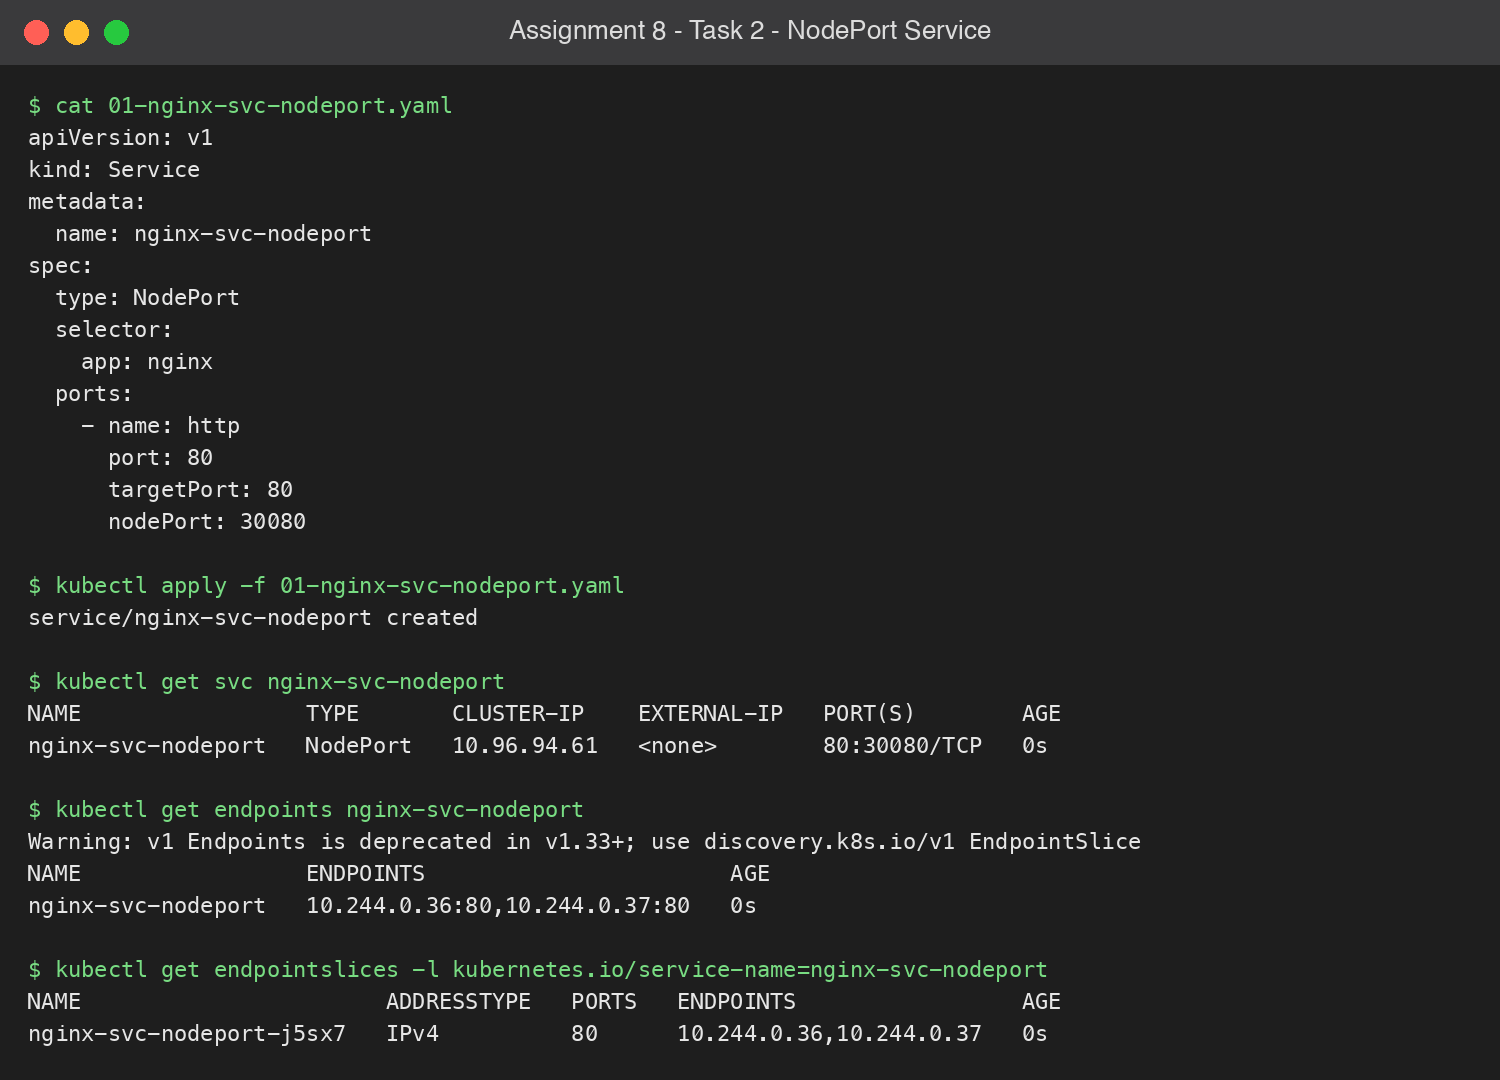 Assignment 8 - Task 2 - NodePort Service
$ cat 01-nginx-svc-nodeport.yaml
apiVersion: v1
kind: Service
metadata:
  name: nginx-svc-nodeport
spec:
  type: NodePort
  selector:
    app: nginx
  ports:
    - name: http
      port: 80
      targetPort: 80
      nodePort: 30080

$ kubectl apply -f 01-nginx-svc-nodeport.yaml
service/nginx-svc-nodeport created

$ kubectl get svc nginx-svc-nodeport
NAME                 TYPE       CLUSTER-IP    EXTERNAL-IP   PORT(S)        AGE
nginx-svc-nodeport   NodePort   10.96.94.61   <none>        80:30080/TCP   0s

$ kubectl get endpoints nginx-svc-nodeport
Warning: v1 Endpoints is deprecated in v1.33+; use discovery.k8s.io/v1 EndpointSlice
NAME                 ENDPOINTS                       AGE
nginx-svc-nodeport   10.244.0.36:80,10.244.0.37:80   0s

$ kubectl get endpointslices -l kubernetes.io/service-name=nginx-svc-nodeport
NAME                       ADDRESSTYPE   PORTS   ENDPOINTS                 AGE
nginx-svc-nodeport-j5sx7   IPv4          80      10.244.0.36,10.244.0.37   0s